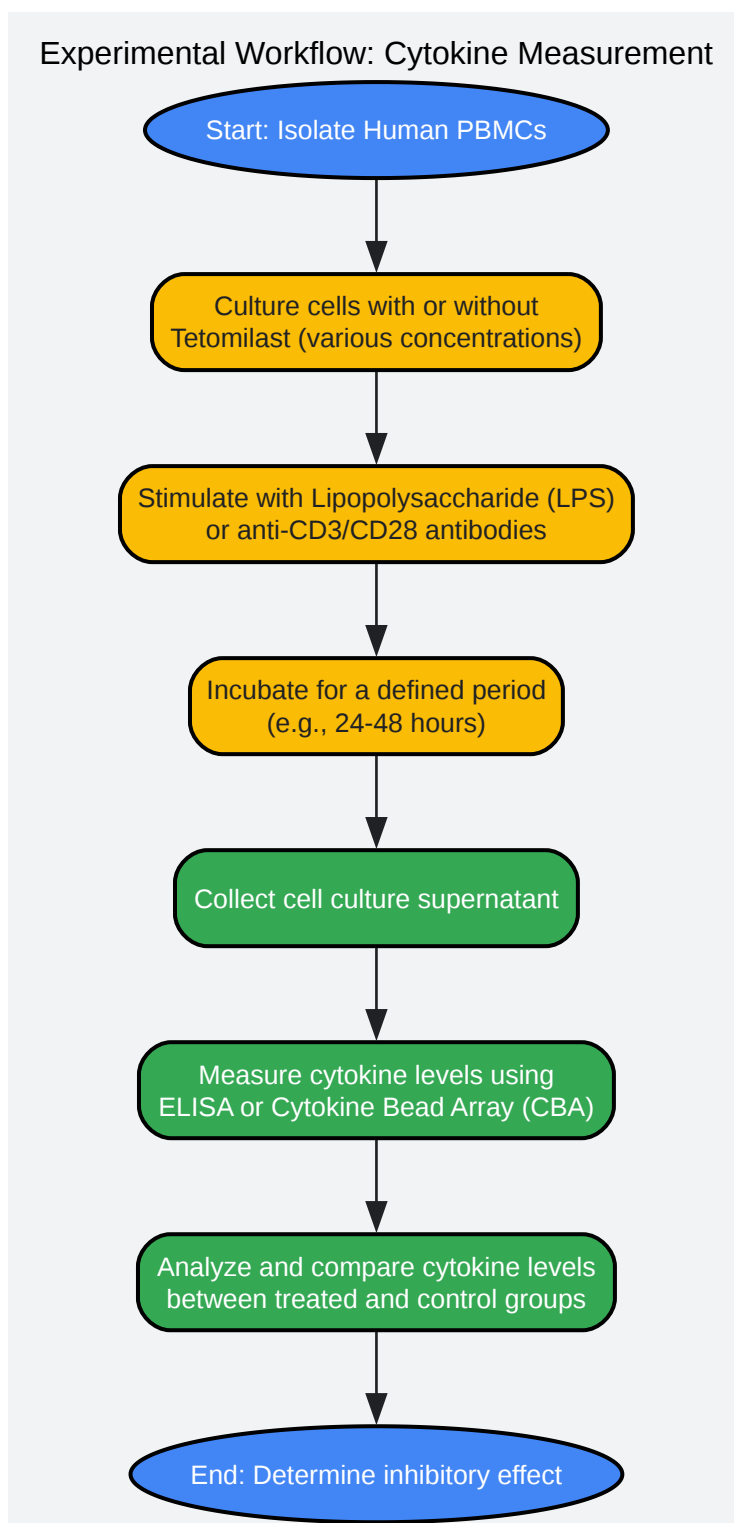 Experimental Workflow: Cytokine Measurement
Start: Isolate Human PBMCs
Culture cells with or without
Tetomilast (various concentrations)
Stimulate with Lipopolysaccharide (LPS)
or anti-CD3/CD28 antibodies
Incubate for a defined period
(e.g., 24-48 hours)
Collect cell culture supernatant
Measure cytokine levels using
ELISA or Cytokine Bead Array (CBA)
Analyze and compare cytokine levels
between treated and control groups
End: Determine inhibitory effect